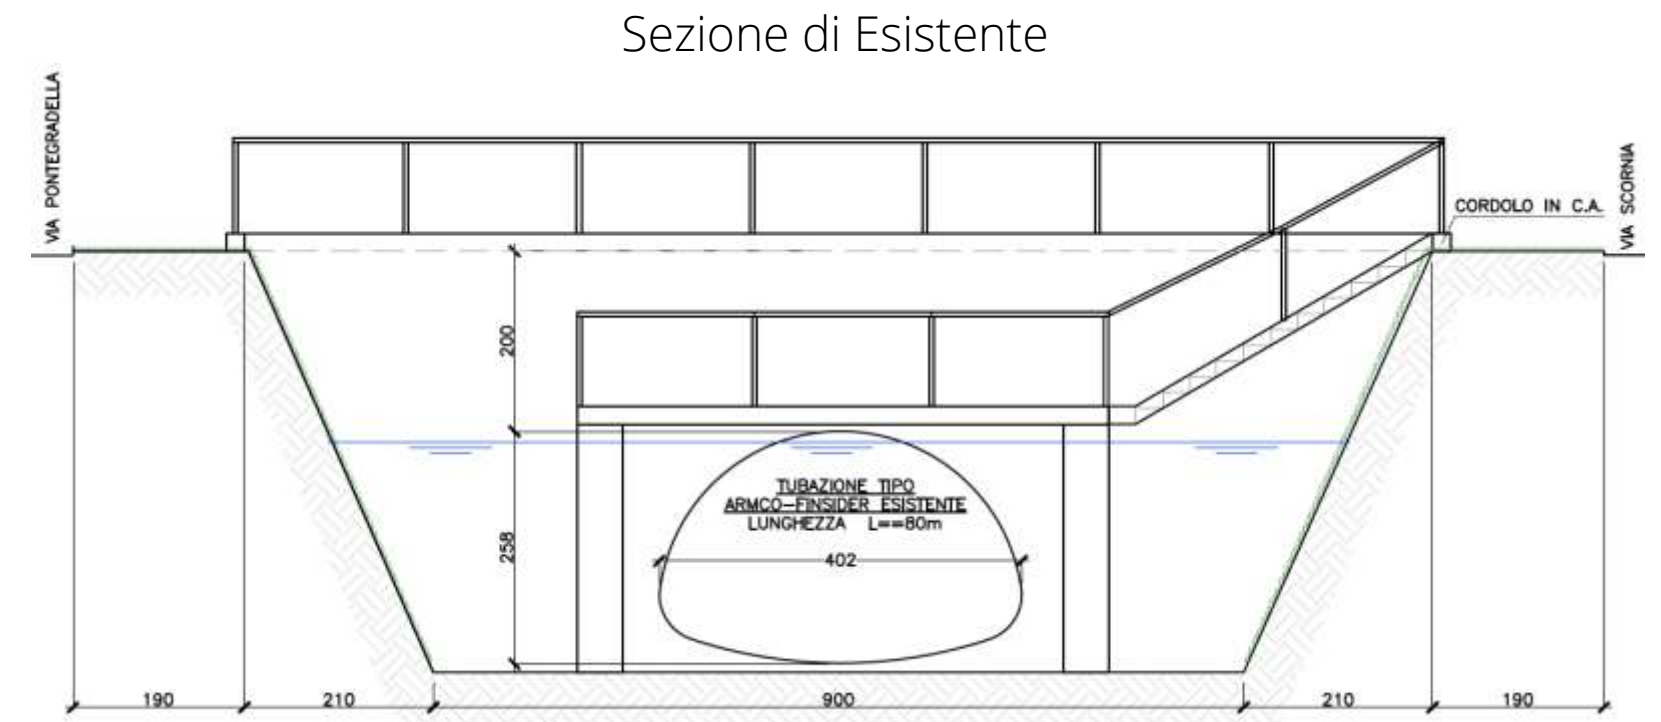 Sezione di Esistente
VIA PONTEGRADELLA
VIA SCORNIA
CORDOLO IN C.A.
200
TUBAZIONE TIPO
ARMCO-FINSIDER ESISTENTE
LUNGHEZZA L==80m
258
402
190
210
900
210
190